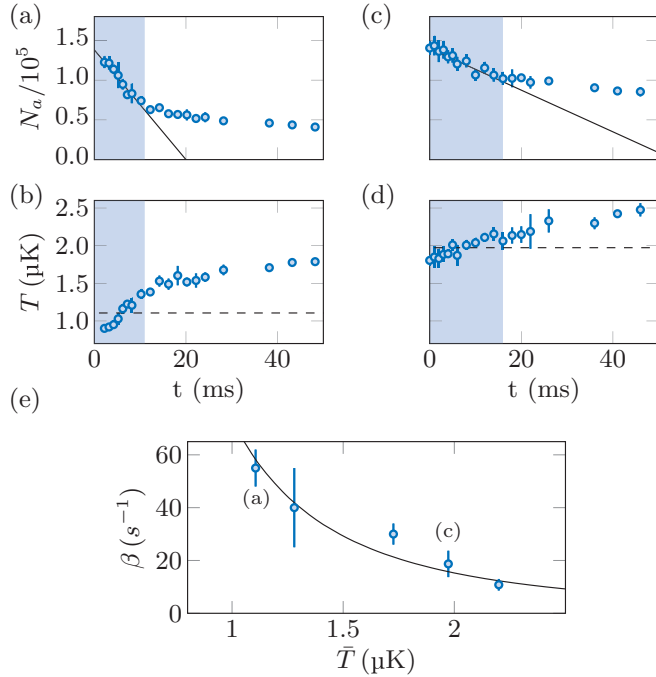 (a)
(c)
1.5
1.0
0.5
0.0
N_a/10^5
(b)
(d)
2.5
2.0
1.5
1.0
T (μK)
0 20 40
0 20 40
t (ms)
t (ms)
(e)
60
40
20
0
β (s^{-1})
(a)
(c)
1 1.5 2
T̄ (μK)